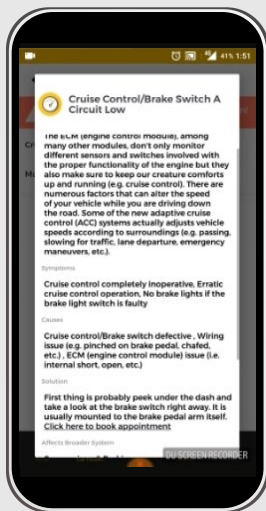 41% 1:51
Cruise Control/Brake Switch A
Circuit Low
The ECM (engine control module), among
many other modules, don't only monitor
different sensors and switches involved with
the proper functionality of the engine but they
also make sure to keep our creature comforts
up and running (e.g. cruise control). There are
numerous factors that can alter the speed
of your vehicle while you are driving down
the road. Some of the new adaptive cruise
control (ACC) systems actually adjusts vehicle
speeds according to surroundings (e.g. passing,
slowing for traffic, lane departure, emergency
maneuvers, etc.).
Symptoms
Cruise control completely inoperative, Erratic
cruise control operation, No brake lights if the
brake light switch is faulty
Causes
Cruise control/Brake switch defective , Wiring
issue (e.g. pinched on brake pedal, chafed,
etc.) , ECM (engine control module) issue (i.e.
internal short, open, etc.)
Solution
First thing is probably peek under the dash and
take a look at the brake switch right away. It is
usually mounted to the brake pedal arm itself.
Click here to book appointment
Affects Broader System
DU SCREEN RECORDER